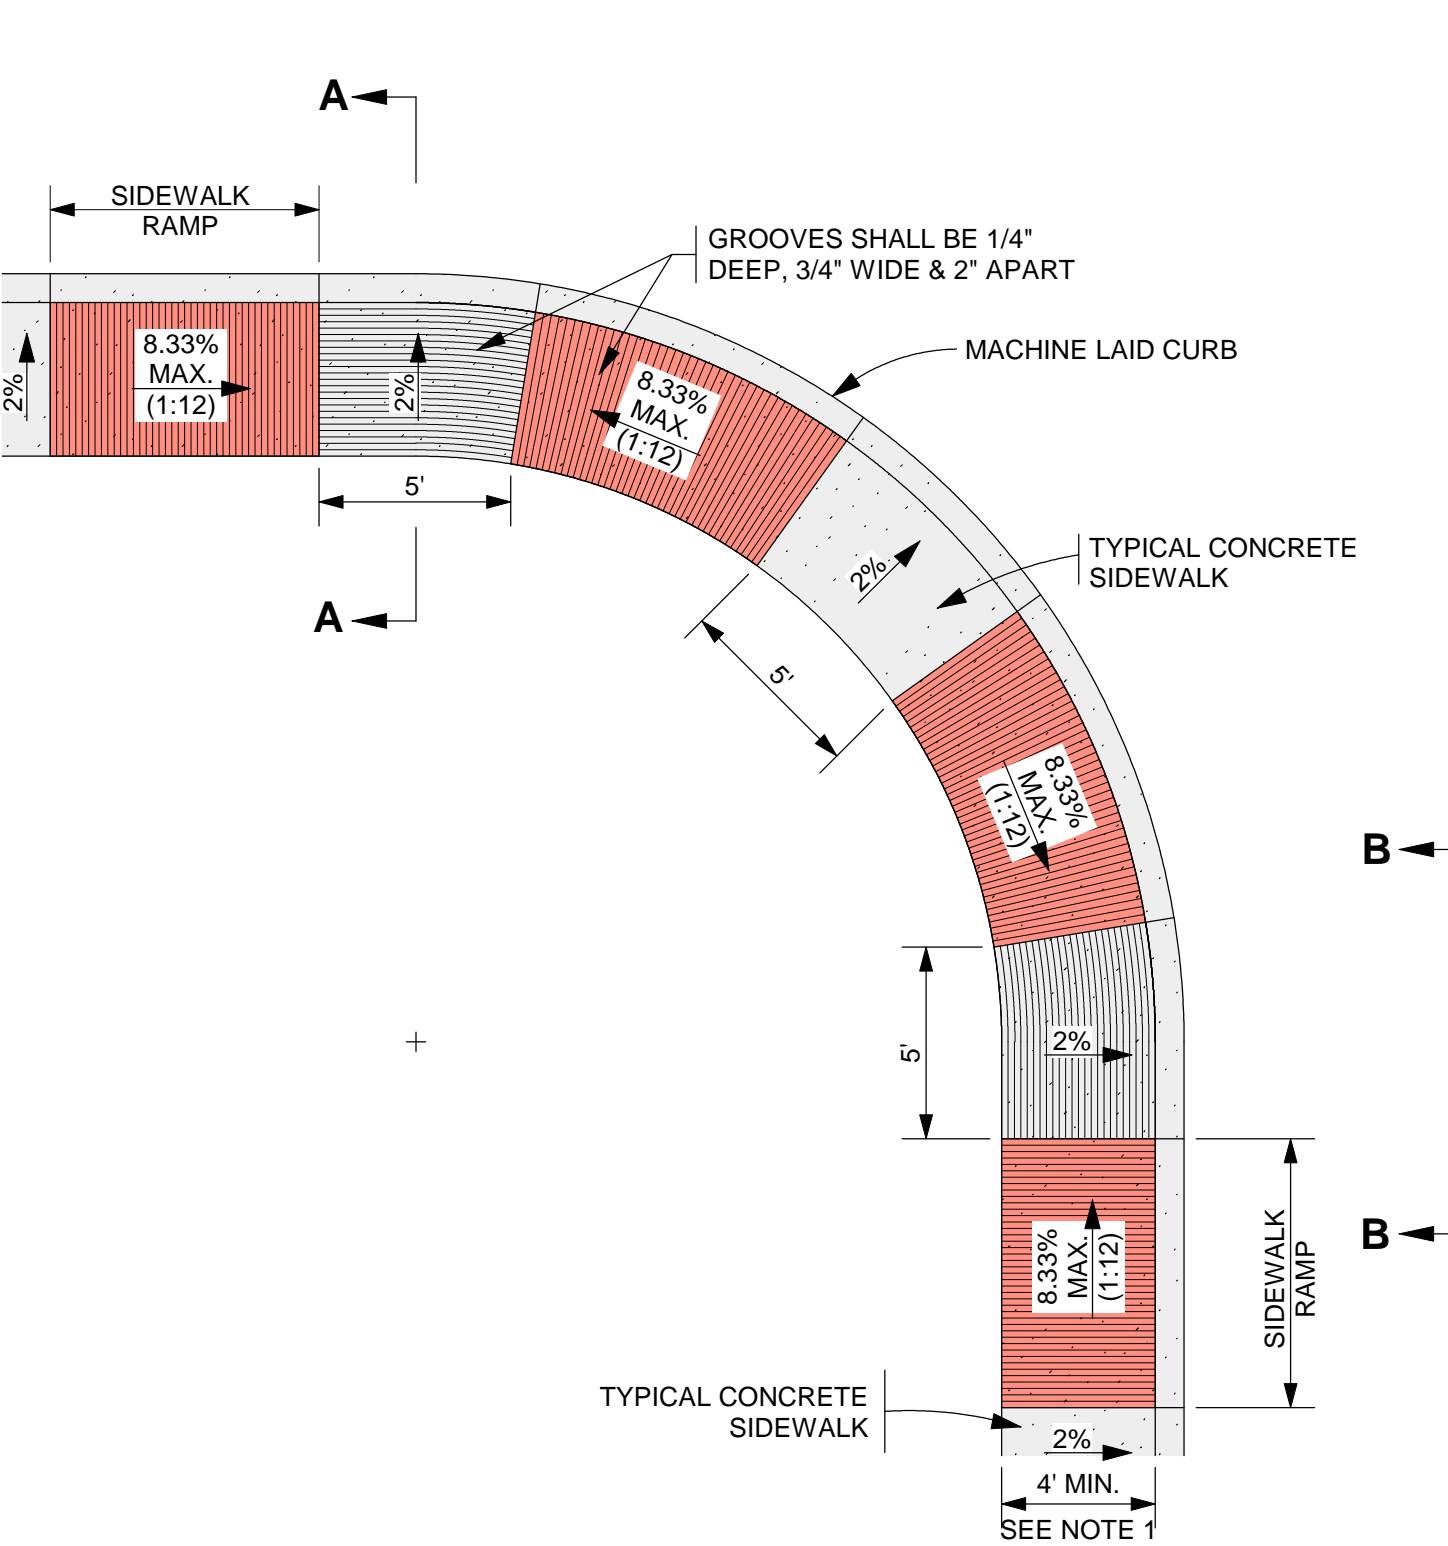 A
SIDEWALK
RAMP
GROOVES SHALL BE 1/4"
DEEP, 3/4" WIDE & 2" APART
MACHINE LAID CURB
2%
8.33%
MAX.
(1:12)
2%
8.33%
MAX.
(1:12)
5'
TYPICAL CONCRETE
SIDEWALK
2%
A
5'
8.33%
MAX.
(1:12)
B
5'
2%
8.33%
MAX.
(1:12)
SIDEWALK
RAMP
B
TYPICAL CONCRETE
SIDEWALK
2%
4' MIN.
SEE NOTE 1